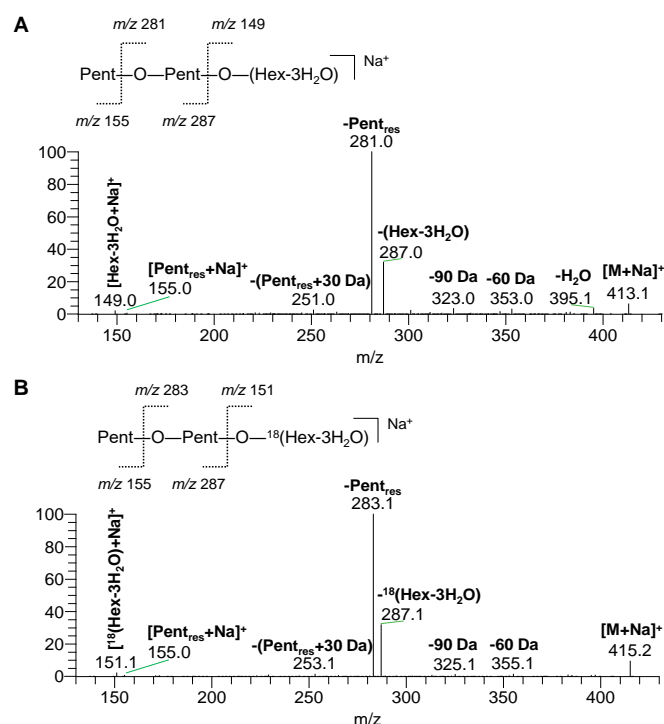 A
m/z 281 m/z 149
Pent—O—Pent—O—(Hex-3H₂O) Na⁺
m/z 155 m/z 287
-Pentres
281.0
100
80
60
40
20
0
[Hex-3H₂O+Na]⁺
149.0
[Pentres+Na]⁺
155.0
-(Pentres+30 Da)
251.0
-(Hex-3H₂O)
287.0
-90 Da
323.0
-60 Da
353.0
-H₂O
395.1
[M+Na]⁺
413.1
150 200 250 300 350 400
m/z
B
m/z 283 m/z 151
Pent—O—Pent—O—¹⁸(Hex-3H₂O) Na⁺
m/z 155 m/z 287
-Pentres
283.1
100
80
60
40
20
0
[¹⁸(Hex-3H₂O)+Na]⁺
151.1
[Pentres+Na]⁺
155.0
-(Pentres+30 Da)
253.1
-¹⁸(Hex-3H₂O)
287.1
-90 Da
325.1
-60 Da
355.1
[M+Na]⁺
415.2
150 200 250 300 350 400
m/z